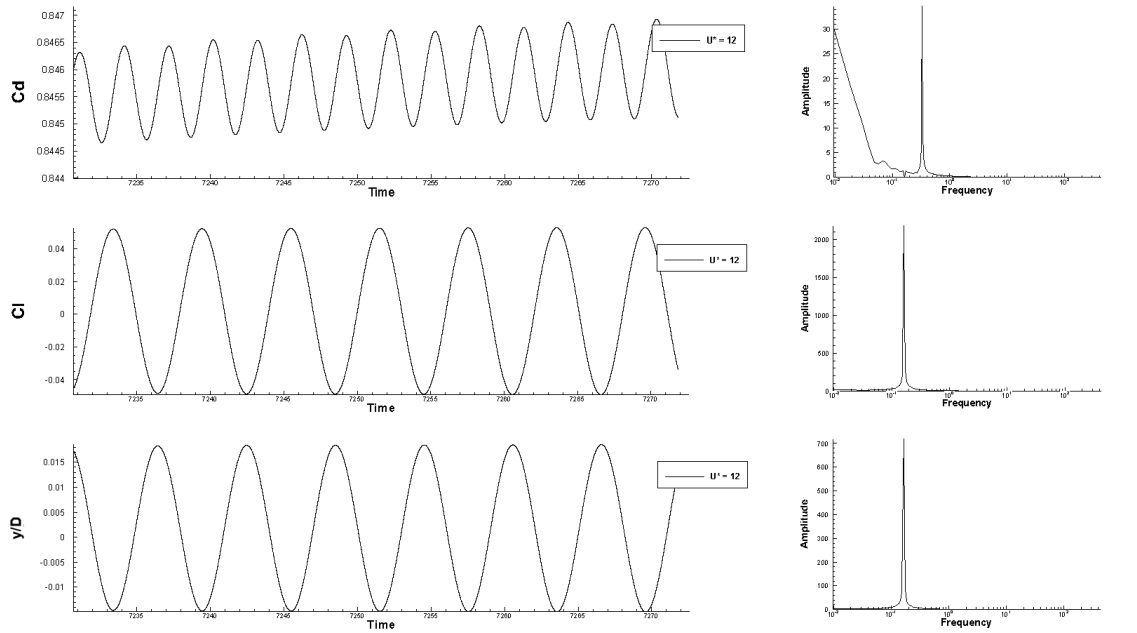 Cd
0.847
0.8465
0.846
0.8455
0.845
0.8445
0.844
7235 7240 7245 7250 7255 7260 7265 7270
Time
U* = 12
Amplitude
30
25
20
15
10
5
0
Frequency
Cl
0.04
0.02
0
-0.02
-0.04
7235 7240 7245 7250 7255 7260 7265 7270
Time
U* = 12
Amplitude
2000
1500
1000
500
0
Frequency
y/D
0.015
0.01
0.005
0
-0.005
-0.01
7235 7240 7245 7250 7255 7260 7265 7270
Time
U* = 12
Amplitude
700
600
500
400
300
200
100
0
Frequency